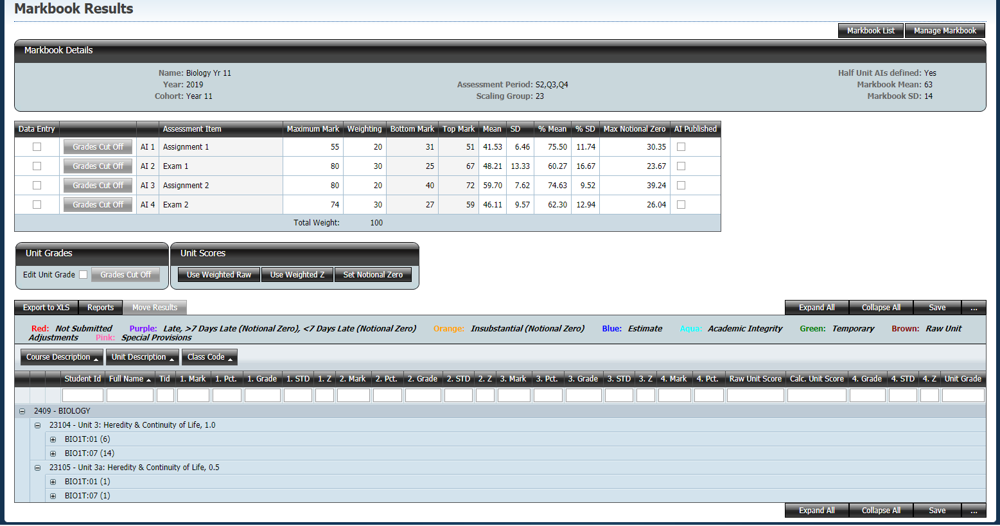 Markbook Results
Markbook List Manage Markbook
Markbook Details
Name: Biology Yr 11 Half Unit AIs defined: Yes
Year: 2019 Assessment Period: S2,Q3,Q4 Markbook Mean: 63
Cohort: Year 11 Scaling Group: 23 Markbook SD: 14
Data Entry Assessment Item Maximum Mark Weighting Bottom Mark Top Mark Mean SD % Mean % SD Max Notional Zero AI Published
Grades Cut Off AI 1 Assignment 1 55 20 31 51 41.53 6.46 75.50 11.74 30.35
Grades Cut Off AI 2 Exam 1 80 30 25 67 48.21 13.33 60.27 16.67 23.67
Grades Cut Off AI 3 Assignment 2 80 20 40 72 59.70 7.62 74.63 9.52 39.24
Grades Cut Off AI 4 Exam 2 74 30 27 59 46.11 9.57 62.30 12.94 26.04
Total Weight: 100
Unit Grades Unit Scores
Edit Unit Grade Grades Cut Off Use Weighted Raw Use Weighted Z Set Notional Zero
Export to XLS Reports Move Results Expand All Collapse All Save ...
Red: Not Submitted Purple: Late, >7 Days Late (Notional Zero), <7 Days Late (Notional Zero) Orange: Insubstantial (Notional Zero) Blue: Estimate Aqua: Academic Integrity Green: Temporary Brown: Raw Unit
Adjustments Pink: Special Provisions
Course Description Unit Description Class Code
Student Id Full Name Tid 1. Mark 1. Pct. 1. Grade 1. STD 1. Z 2. Mark 2. Pct. 2. Grade 2. STD 2. Z 3. Mark 3. Pct. 3. Grade 3. STD 3. Z 4. Mark 4. Pct. Raw Unit Score Calc. Unit Score 4. Grade 4. STD 4. Z Unit Grade
2409 - BIOLOGY
23104 - Unit 3: Heredity & Continuity of Life, 1.0
BIO1T:01 (6)
BIO1T:07 (14)
23105 - Unit 3a: Heredity & Continuity of Life, 0.5
BIO1T:01 (1)
BIO1T:07 (1)
Expand All Collapse All Save ...